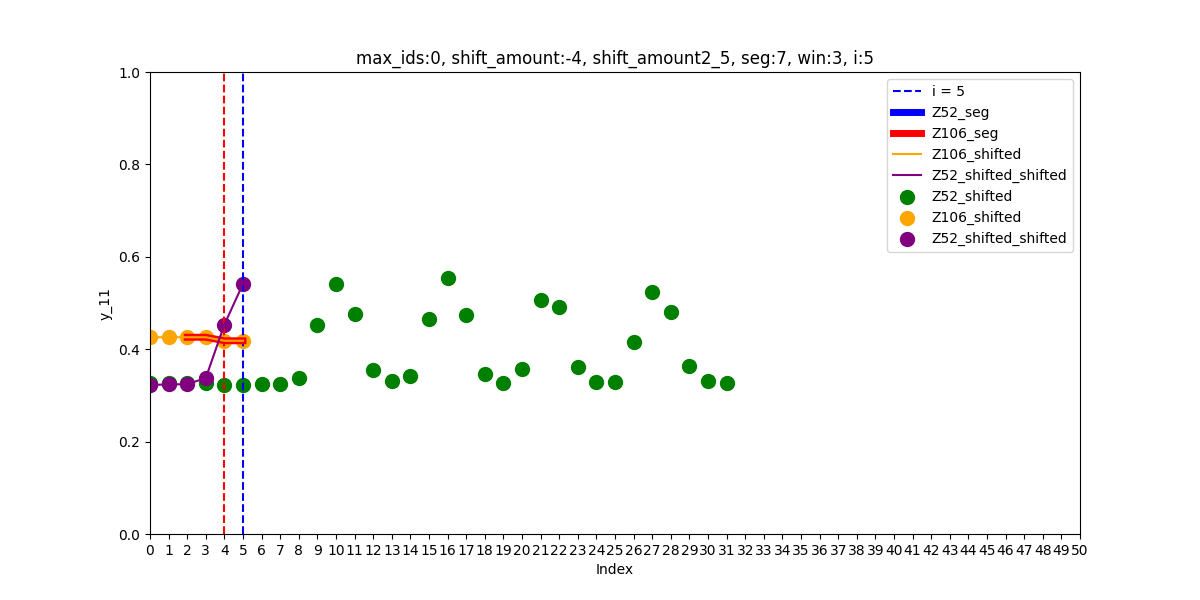 max_ids:0, shift_amount:-4, shift_amount2_5, seg:7, win:3, i:5
1.0
0.8
0.6
0.4
0.2
0.0
y_11
i = 5
Z52_seg
Z106_seg
Z106_shifted
Z52_shifted_shifted
Z52_shifted
Z106_shifted
Z52_shifted_shifted
0 1 2 3 4 5 6 7 8 9 10 11 12 13 14 15 16 17 18 19 20 21 22 23 24 25 26 27 28 29 30 31 32 33 34 35 36 37 38 39 40 41 42 43 44 45 46 47 48 49 50
Index